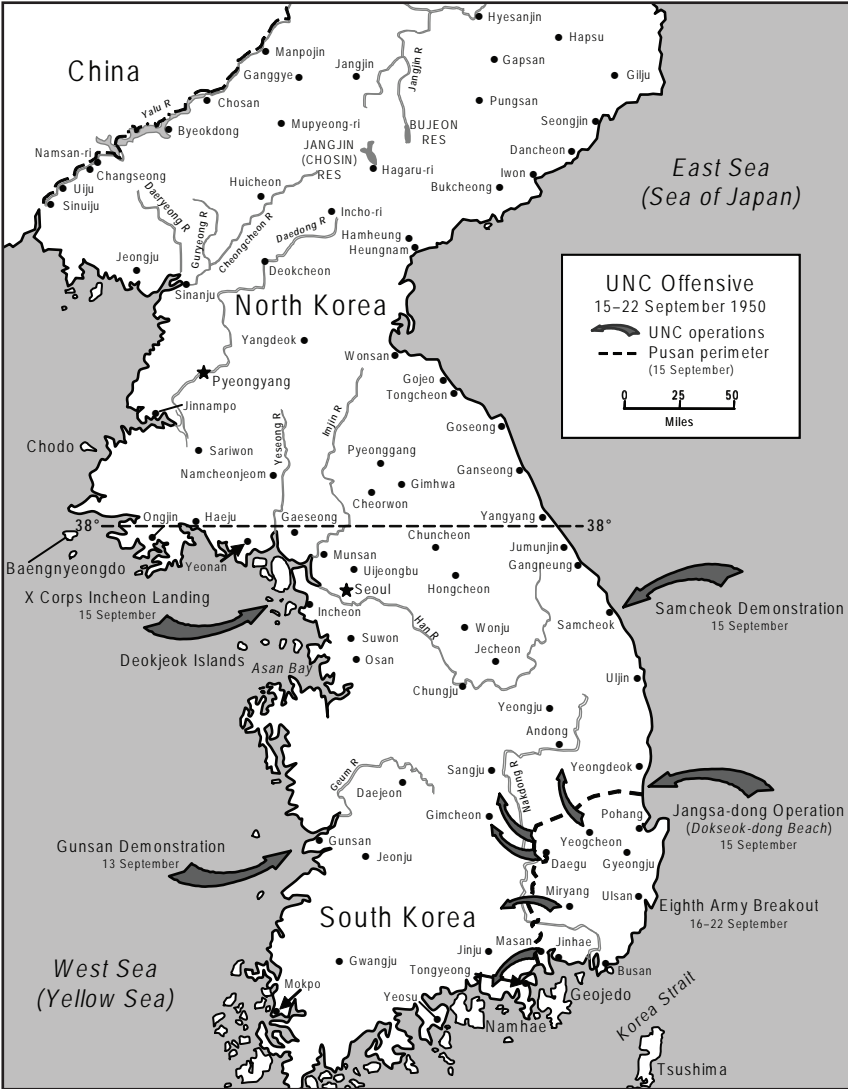 China
Yalu R
Manpojin
Ganggye
Jangjin
Jangjin R
Hyesanjin
Hapsu
Gapsan
Gilju
Chosan
Pungsan
Byeokdong
Mupyeong-ri
BUJEON
RES
Seongjin
Namsan-ri
Changseong
Uiju
Sinuiju
JANGJIN
(CHOSIN)
RES
Hagaru-ri
Dancheon
Iwon
Bukcheong
East Sea
(Sea of Japan)
Daeryeong R
Guryeong R
Huicheon
Cheongcheon R
Incho-ri
Daedong R
Hamheung
Heungnam
Jeongju
Deokcheon
Sinanju
North Korea
UNC Offensive
15–22 September 1950
UNC operations
Pusan perimeter
(15 September)
0 25 50
Miles
Yangdeok
Wonsan
Pyeongyang
Gojeo
Tongcheon
Jinnampo
Imjin R
Yeseong R
Goseong
Chodo
Sariwon
Pyeonggang
Namcheonjeom
Gimhwa
Ganseong
Cheorwon
Ongjin
Haeju
Gaeseong
Yangyang
38°
38°
Baengnyeongdo
Yeonan
Munsan
Chuncheon
Jumunjin
Uijeongbu
Gangneung
Seoul
Hongcheon
X Corps Incheon Landing
15 September
Incheon
Samcheok Demonstration
15 September
Samcheok
Suwon
Han R
Wonju
Deokjeok Islands
Asan Bay
Osan
Jecheon
Chungju
Uljin
Yeongju
Andong
Geum R
Daejeon
Sangju
Nakdong R
Yeongdeok
Gimcheon
Pohang
Jangsa-dong Operation
(Dokseok-dong Beach)
15 September
Gunsan Demonstration
13 September
Gunsan
Jeonju
Yeogcheon
Daegu
Gyeongju
Miryang
Ulsan
Eighth Army Breakout
16–22 September
South Korea
Masan
Jinju
Jinhae
Busan
West Sea
(Yellow Sea)
Gwangju
Tongyeong
Mokpo
Yeosu
Geojedo
Namhae
Korea Strait
Tsushima